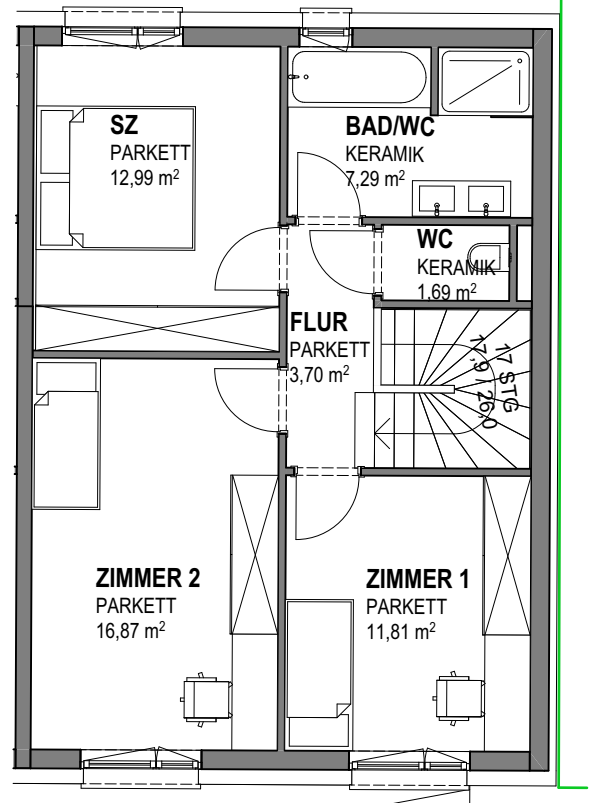 SZ
PARKETT
12,99 m²
BAD/WC
KERAMIK
7,29 m²
WC
KERAMIK
1,69 m²
FLUR
PARKETT
3,70 m²
17 STG
17,9 / 26,0
ZIMMER 2
PARKETT
16,87 m²
ZIMMER 1
PARKETT
11,81 m²